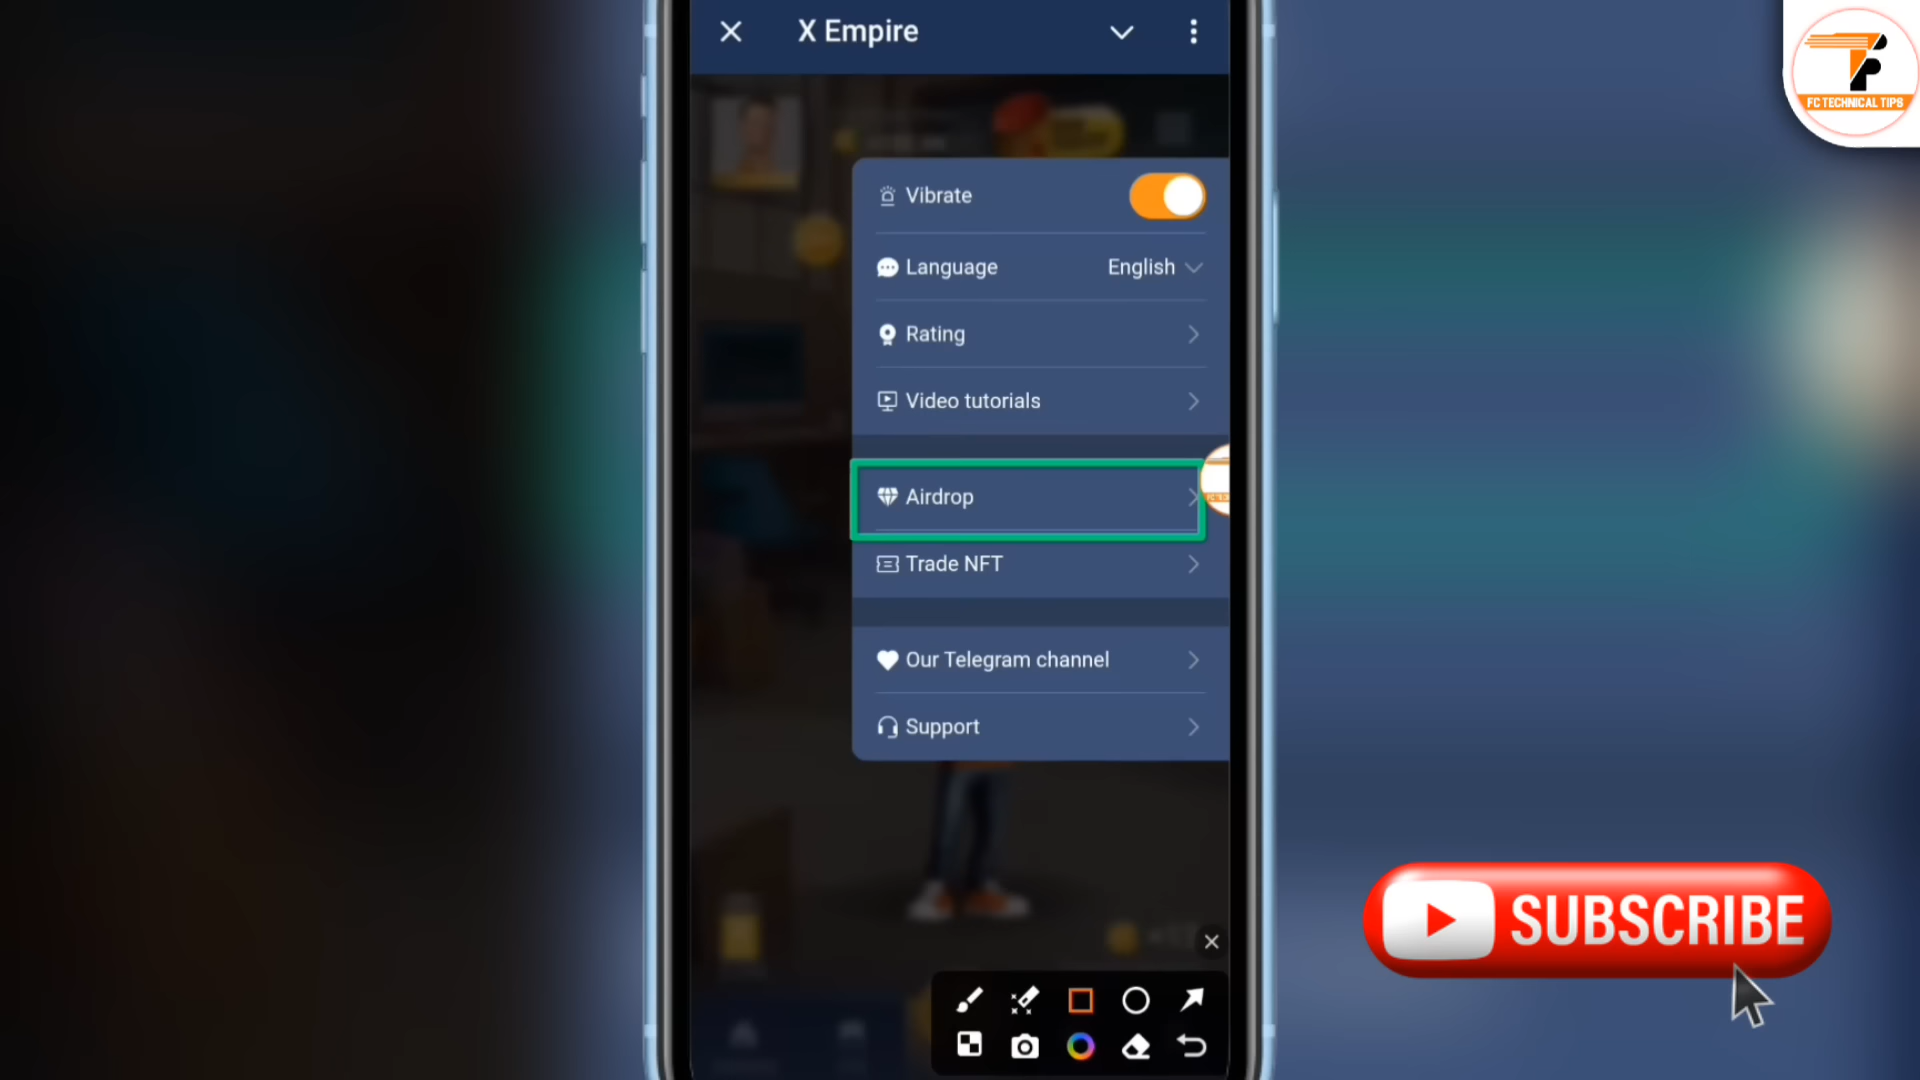 X Empire
FC TECHNICAL TIPS
Vibrate
Language English
Rating
Video tutorials
Airdrop
Trade NFT
Our Telegram channel
Support
SUBSCRIBE